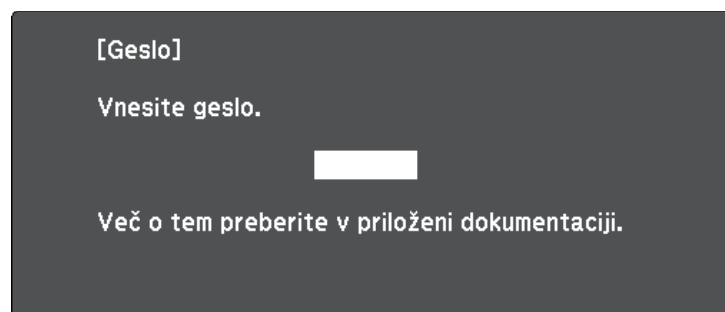 [Geslo]
Vnesite geslo.
Več o tem preberite v priloženi dokumentaciji.